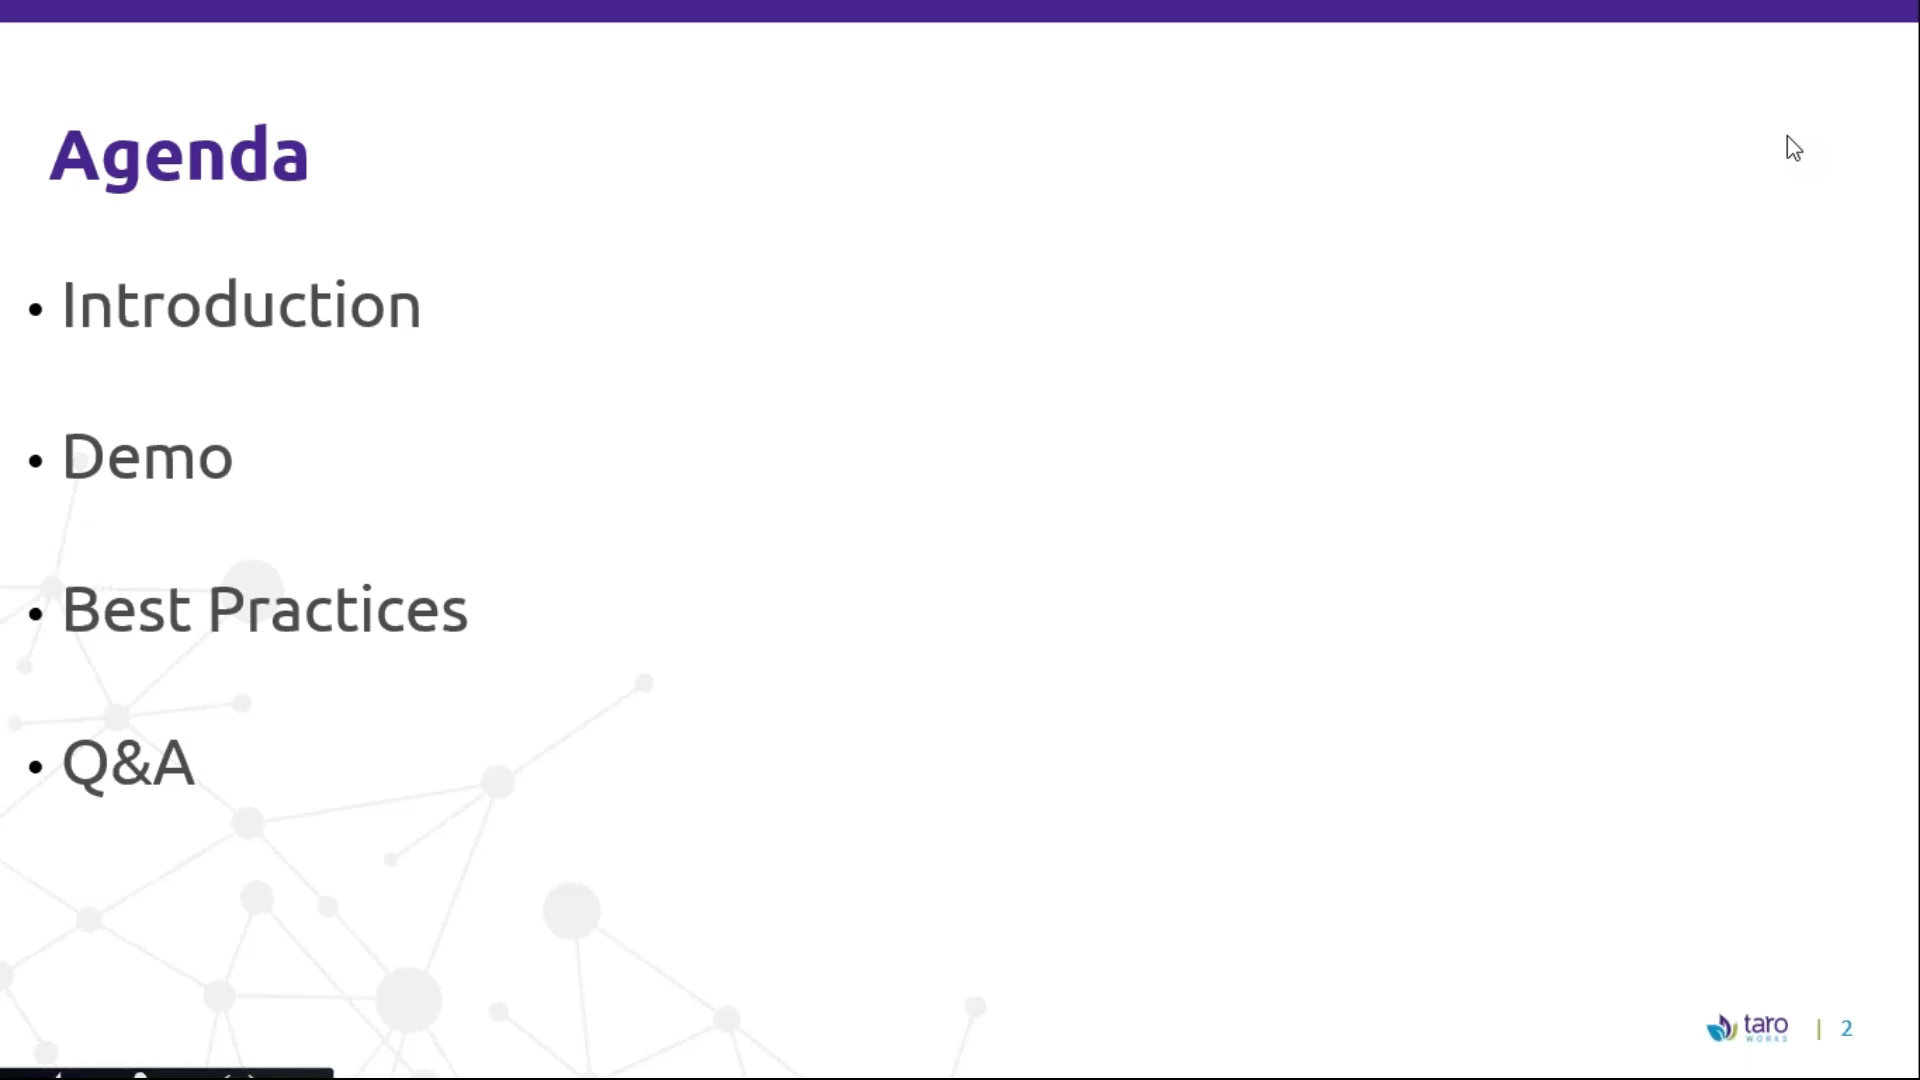 Agenda
• Introduction
• Demo
• Best Practices
• Q&A
taro
WORKS
| 2